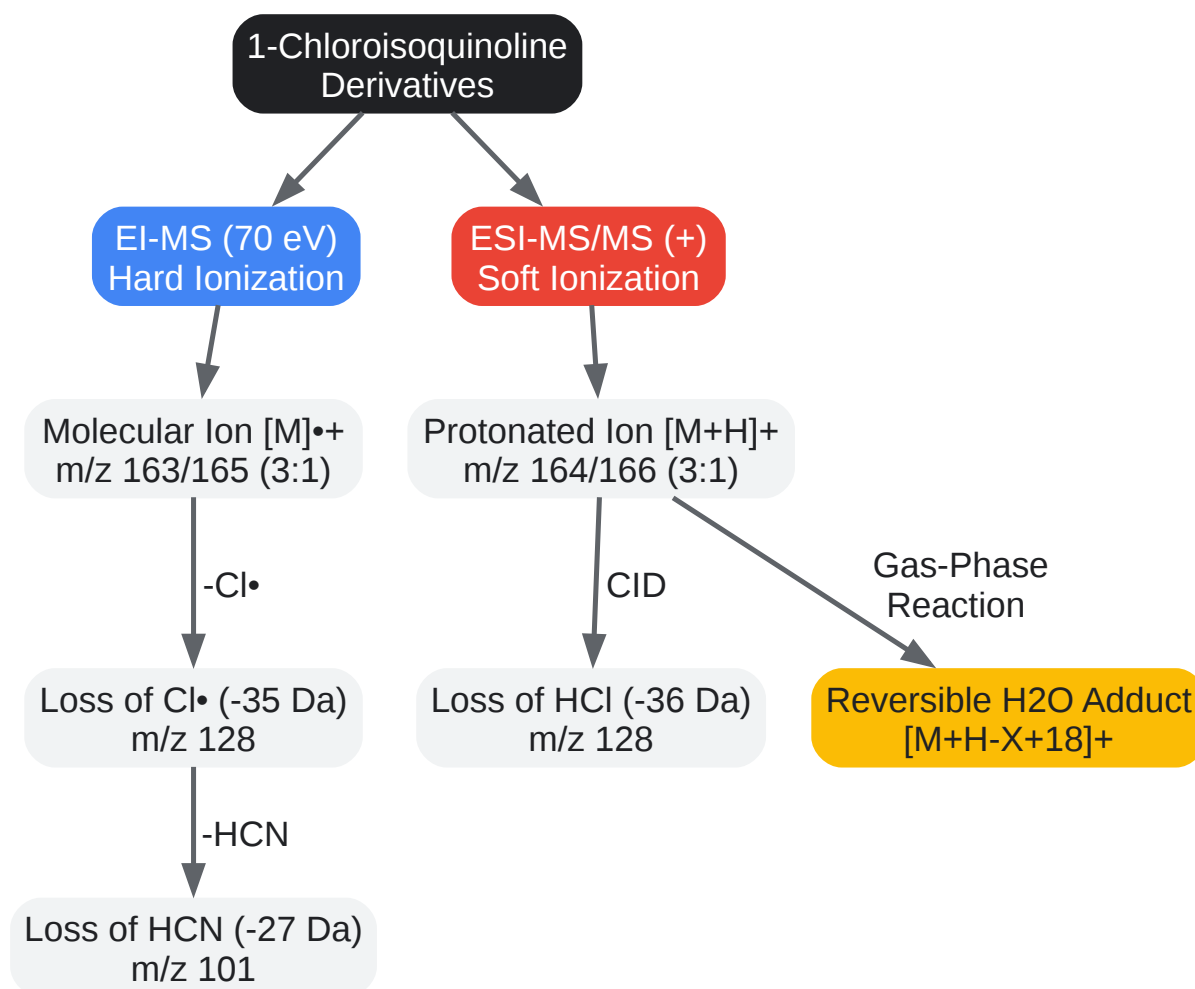 1-Chloroisoquinoline
Derivatives
EI-MS (70 eV)
Hard Ionization
ESI-MS/MS (+)
Soft Ionization
Molecular Ion [M]•+
m/z 163/165 (3:1)
Protonated Ion [M+H]+
m/z 164/166 (3:1)
-Cl•
CID
Gas-Phase
Reaction
Loss of Cl• (-35 Da)
m/z 128
Loss of HCl (-36 Da)
m/z 128
Reversible H2O Adduct
[M+H-X+18]+
-HCN
Loss of HCN (-27 Da)
m/z 101